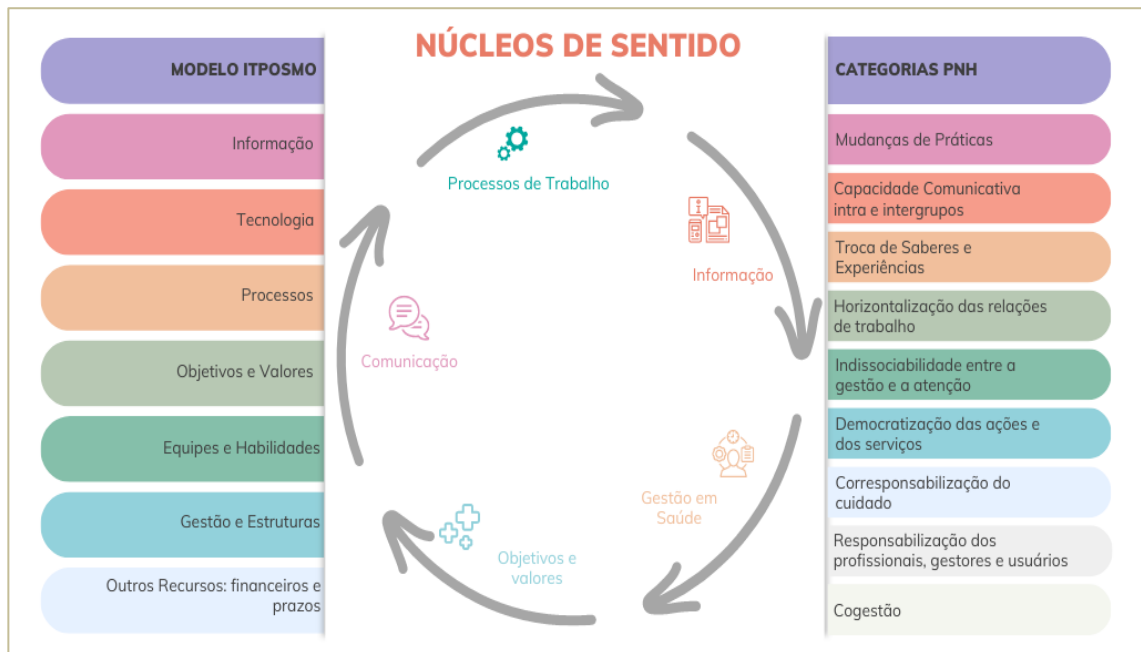 NÚCLEOS DE SENTIDO
MODELO ITPOSMO
Informação
Tecnologia
Processos
Objetivos e Valores
Equipes e Habilidades
Gestão e Estruturas
Outros Recursos: financeiros e
prazos
Processos de Trabalho
Informação
Gestão em
Saúde
Objetivos e
valores
Comunicação
CATEGORIAS PNH
Mudanças de Práticas
Capacidade Comunicativa
intra e intergrupos
Troca de Saberes e
Experiências
Horizontalização das relações
de trabalho
Indissociabilidade entre a
gestão e a atenção
Democratização das ações e
dos serviços
Corresponsabilização do
cuidado
Responsabilização dos
profissionais, gestores e usuários
Cogestão